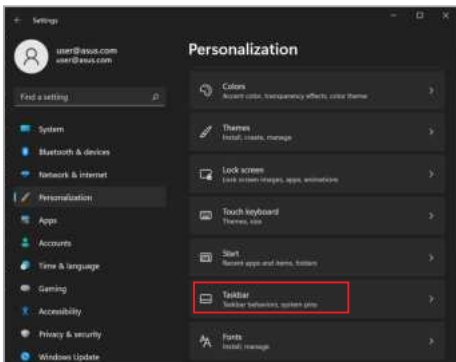 Settings
user@asus.com
user@asus.com
Find a setting
System
Bluetooth & devices
Network & internet
Personalization
Apps
Accounts
Time & language
Gaming
Accessibility
Privacy & security
Windows Update
Personalization
Colors
Accent color, transparency effects, color theme
Themes
Install, create, manage
Lock screen
Lock screen images, apps, animations
Touch keyboard
Themes, size
Start
Recent apps and items, folders
Taskbar
Taskbar behaviors, system pins
Fonts
Install, manage